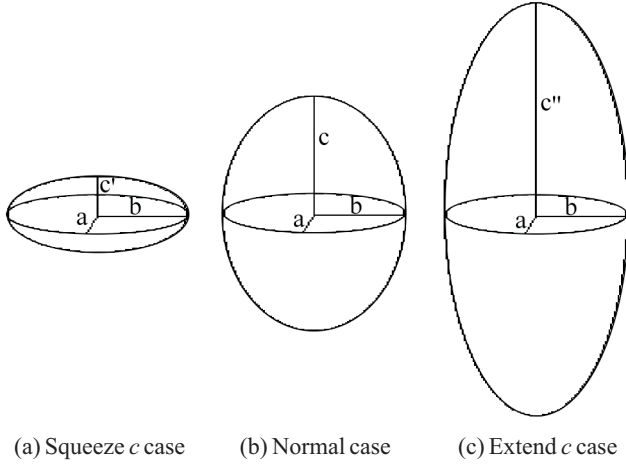 c'
b
a
c
b
a
c"
b
a
(a) Squeeze c case
(b) Normal case
(c) Extend c case